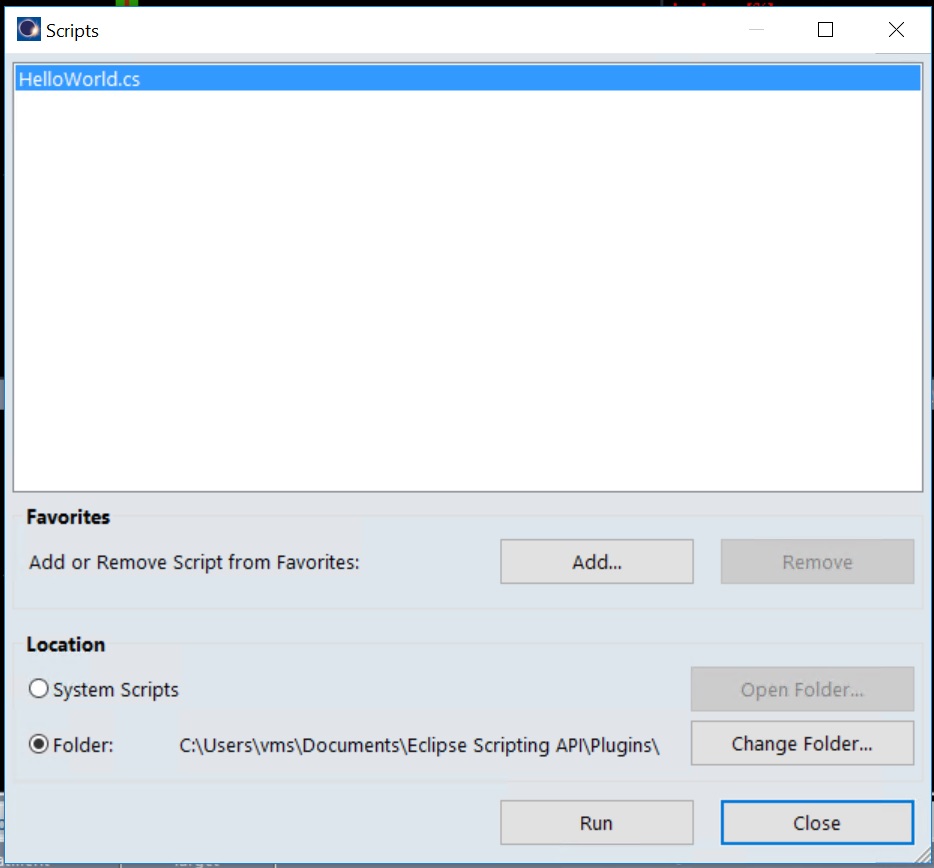 Scripts
HelloWorld.cs
Favorites
Add or Remove Script from Favorites:
Add...
Remove
Location
System Scripts
Open Folder...
Folder:
C:\Users\vms\Documents\Eclipse Scripting API\Plugins\
Change Folder...
Run
Close